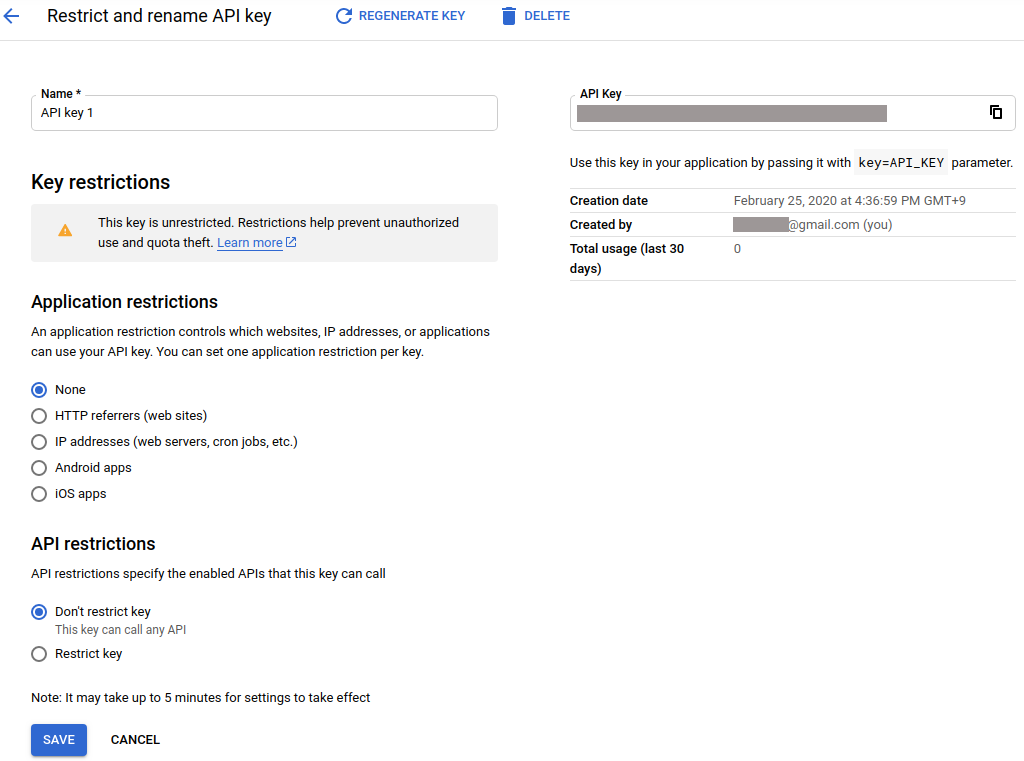 Restrict and rename API key
REGENERATE KEY
DELETE
Name *
API key 1
Key restrictions
This key is unrestricted. Restrictions help prevent unauthorized
use and quota theft. Learn more
Application restrictions
An application restriction controls which websites, IP addresses, or applications
can use your API key. You can set one application restriction per key.
None
HTTP referrers (web sites)
IP addresses (web servers, cron jobs, etc.)
Android apps
iOS apps
API restrictions
API restrictions specify the enabled APIs that this key can call
Don't restrict key
This key can call any API
Restrict key
Note: It may take up to 5 minutes for settings to take effect
SAVE
CANCEL
API Key
Use this key in your application by passing it with key=API_KEY parameter.
Creation date
February 25, 2020 at 4:36:59 PM GMT+9
Created by
@gmail.com (you)
Total usage (last 30
days)
0